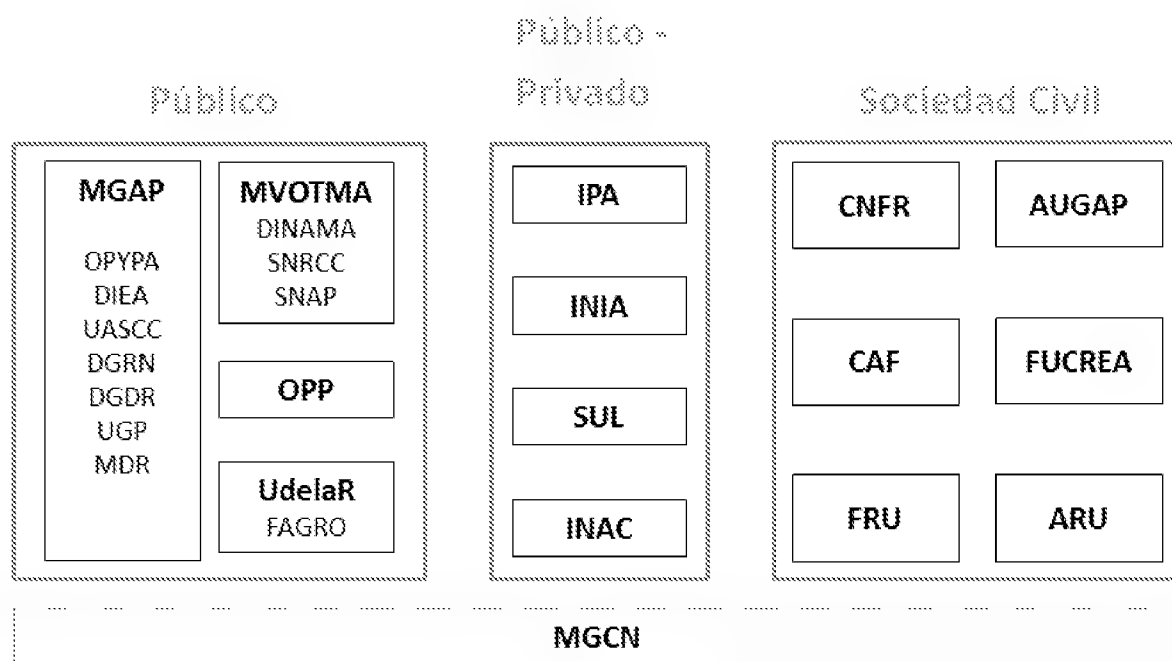 Público
Público -
Privado
Sociedad Civil
MGAP
OPYPA
DIEA
UASCC
DGRN
DGDR
UGP
MDR
MVOTMA
DINAMA
SNRCC
SNAP
OPP
UdelaR
FAGRO
IPA
INIA
SUL
INAC
CNFR
AUGAP
CAF
FUCREA
FRU
ARU
MGCN